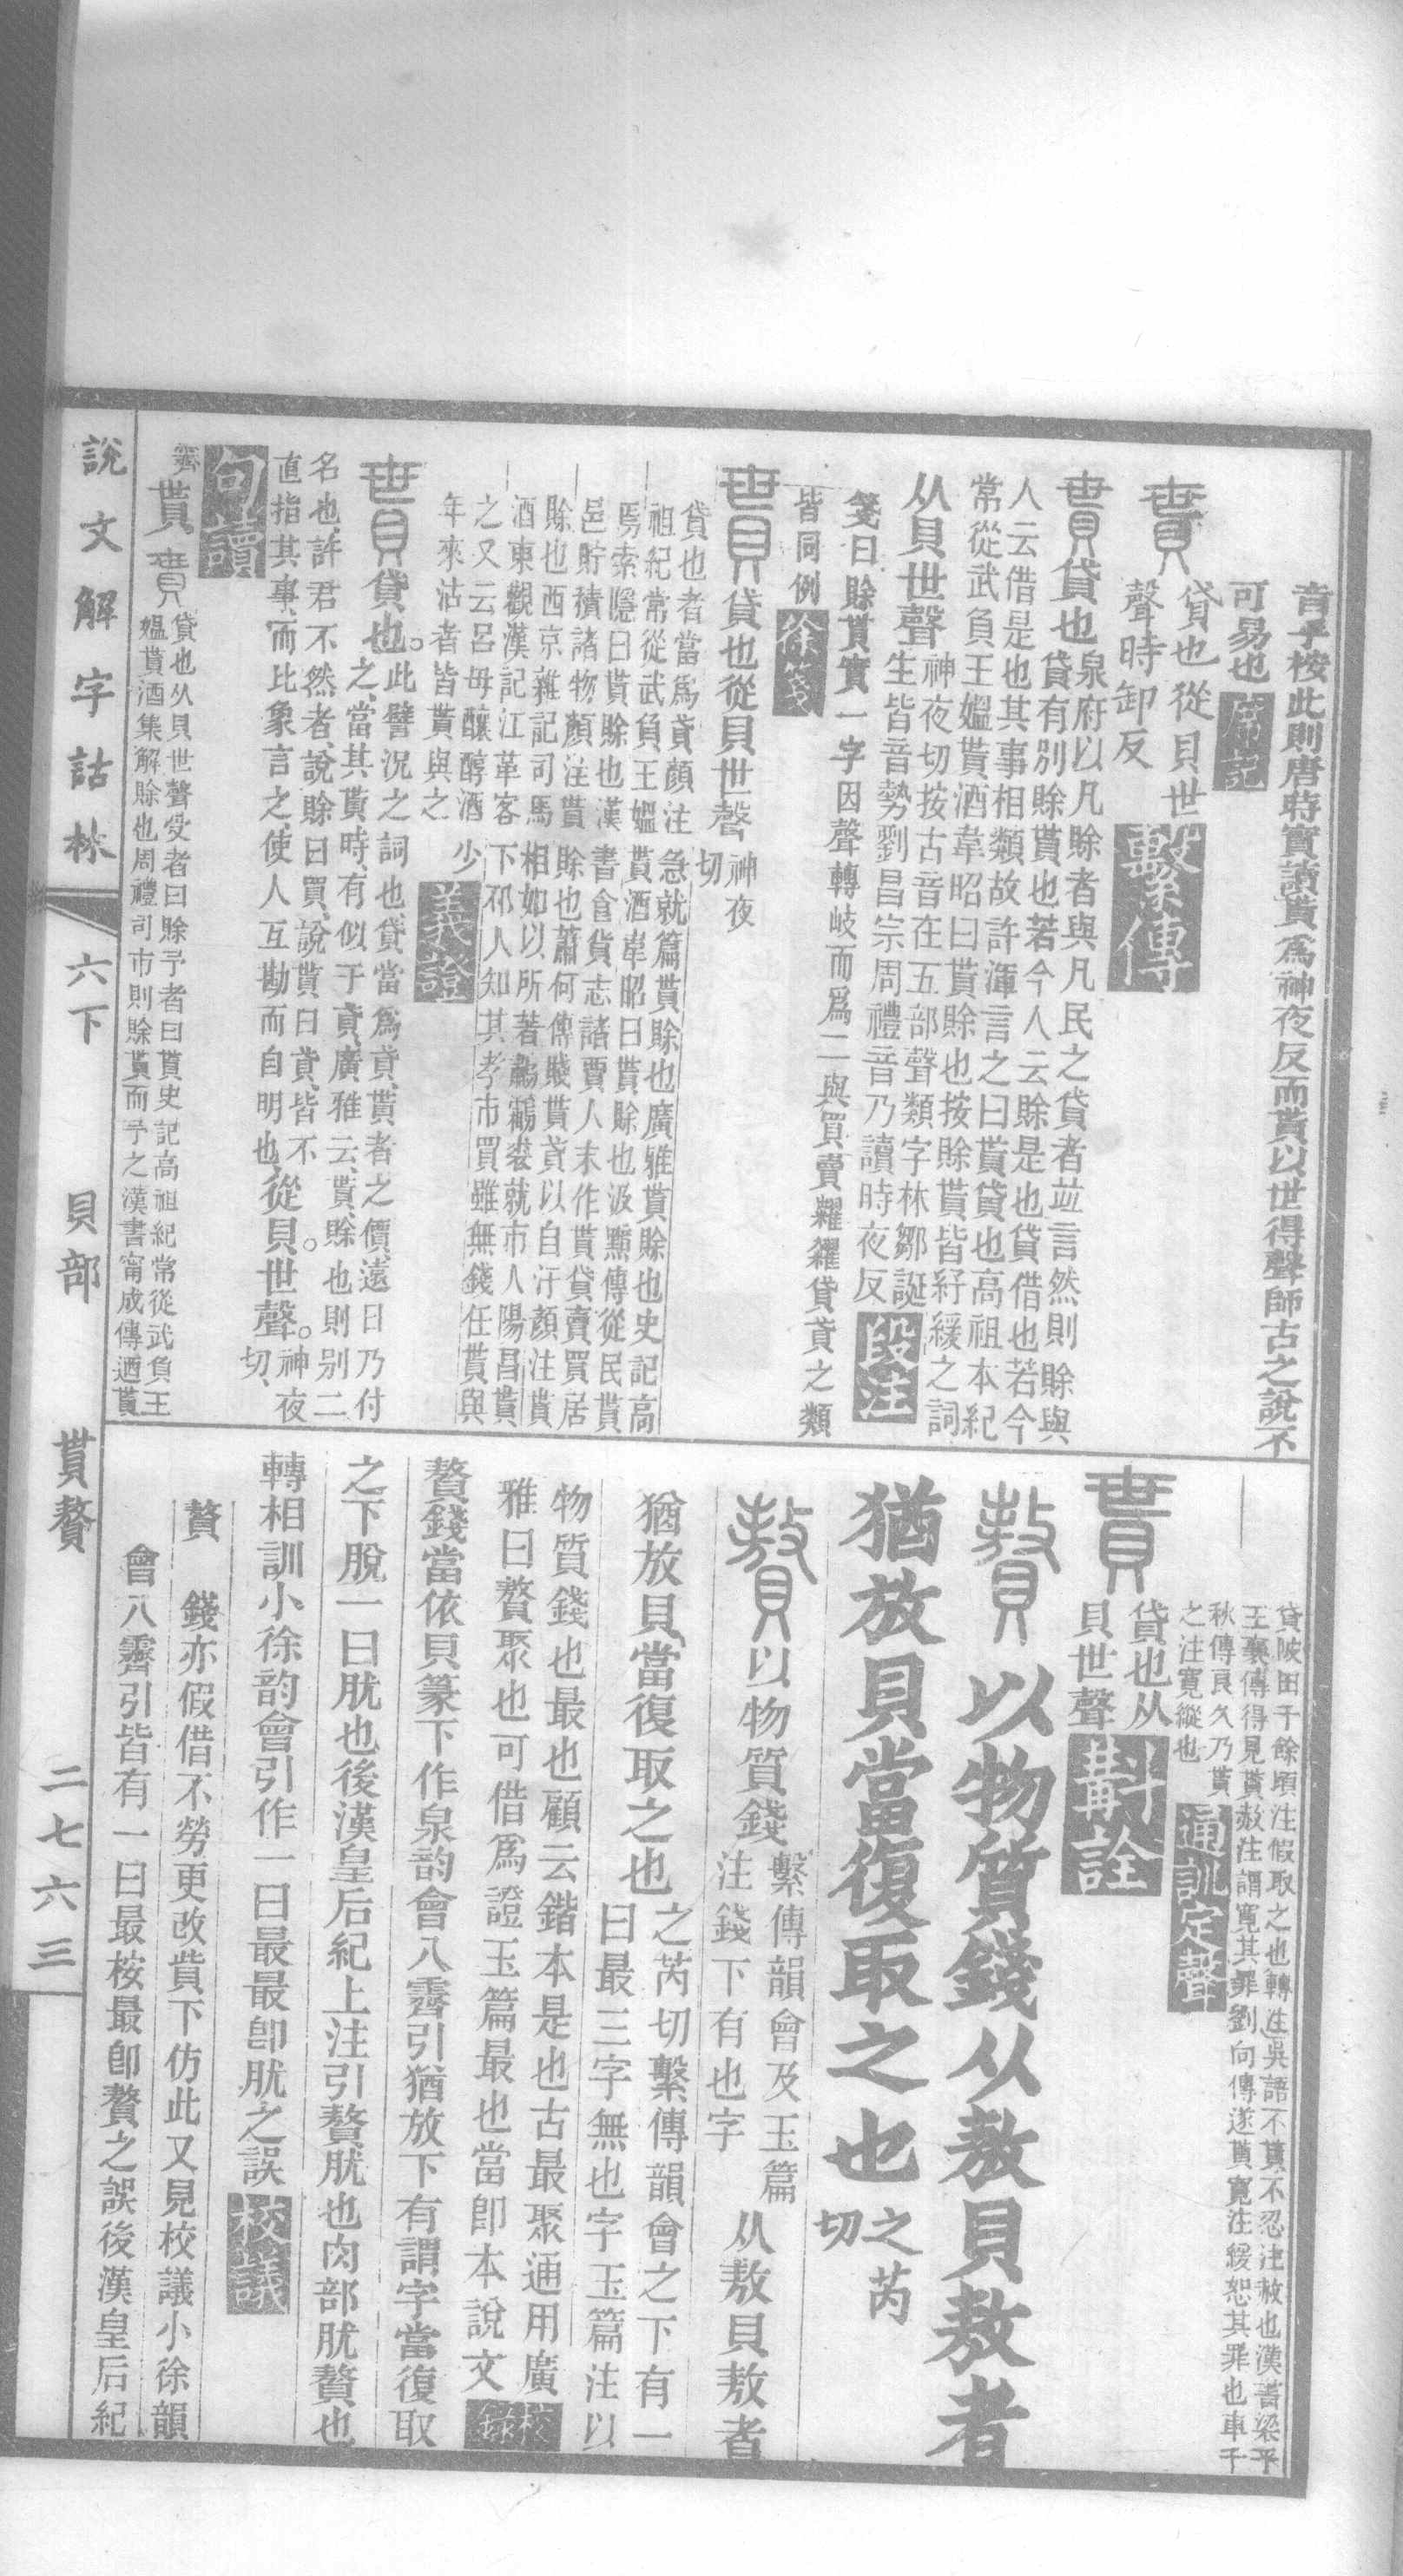 音予桉此則唐時實讀貰爲神夜反而貰以世得聲師古之說不
可易也
廣記
貰
貸也從貝世
聲時卸反
繫傳
貰貸也
泉府以凡賒者與凡民之貸者並言然則賒與
貸有別賒貰也若今人云賒是也貸借也若今
人云借是也其事相類故許渾言之曰貰貸也高祖本紀
常從武負王媼貰酒韋昭曰貰賒也按賒貰皆紓緩之詞
从貝世聲
神夜切按古音在五部聲類字林鄒誕
生皆音勢劉昌宗周禮音乃讀時夜反
段注
箋曰賒貰實一字因聲轉岐而爲二與買賣糶糴貸貣之類
皆同例
徐箋
貰貸也從貝世聲
神夜
切
貸也者當爲貣顏注急就篇貰賒也廣雅貰賒也史記高
祖紀常從武負王媼貰酒韋昭曰貰賒也汲黯傳從民貰
馬索隱曰貰賒也漢書食貨志諸賈人末作貰貸賣買居
邑貯積諸物顏注貰賒也蕭何傳賤貰貣以自汙顏注貰
賒也西京雜記司馬相如以所著鷫鸘裘就市人陽昌貰
酒東觀漢記江革客下邳人知其孝市買雖無錢任貰與
之又云呂毋釀醇酒少
年來沽者皆貰與之
義證
貰貸也。
此譬況之詞也貸當爲貣、貰者之價、遠日乃付
之、當其貰時、有似于貣、廣雅云、貰、賒也則别二
名也、許君不然者、說賒曰買、說貰曰貣、皆不
直指其事、而比象言之、使人互勘而自明也、
從貝世聲。
神夜
切、
句讀
霽貰貰
貸也从貝世聲受者曰賒予者曰貰史記高祖紀常從武負王
媼貰酒集解賒也周禮司市則賒貰而予之漢書甯成傳迺貰
說文解字詁林
六下
貝部
貰贅
二七六三
貸陂田千餘頃注假取之也轉注吳語不貰不忍注赦也漢書梁平
王襄傳得見貰赦注謂寬其罪劉向傳遂貰寬注緩恕其罪也車千
秋傳良久乃貰
之注寬縱也
通訓定聲
貰
貸也从
貝世聲
斠詮
贅以物質錢从敖貝敖者
猶放貝當復取之也
之芮
切
贅以物質錢
繫傳韻會及玉篇
注錢下有也字
从敖貝敖者
猶放貝當復取之也
之芮切繫傳韻會之下有一
曰最三字無也字玉篇注以
物質錢也最也顧云鍇本是也古最聚通用廣
雅曰贅聚也可借爲證玉篇最也當卽本說文
校錄
贅錢當依貝篆下作泉韵會八霽引猶放下有謂字當復取
之下脫一曰肬也後漢皇后紀上注引贅肬也肉部肬贅也
轉相訓小徐韵會引作一曰最最卽肬之誤
校議
贅
錢亦假借不勞更改貲下仿此又見校議小徐韻
會八霽引皆有一曰最桉最卽贅之誤後漢皇后紀